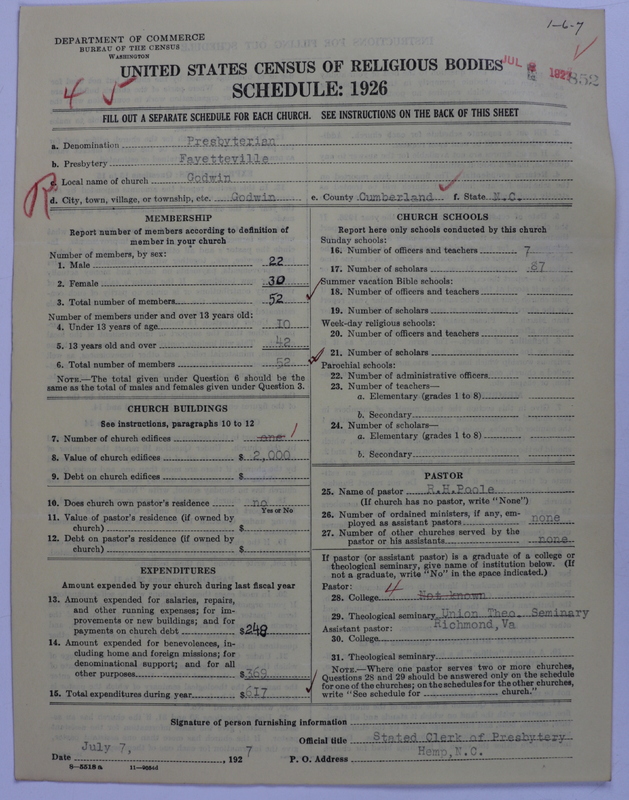 1-6-7
DEPARTMENT OF COMMERCE
BUREAU OF THE CENSUS
WASHINGTON
UNITED STATES CENSUS OF RELIGIOUS BODIES
JUL 8 1927
852
SCHEDULE: 1926
4
FILL OUT A SEPARATE SCHEDULE FOR EACH CHURCH. SEE INSTRUCTIONS ON THE BACK OF THIS SHEET
a. Denomination Presbyterian
b. Presbytery Fayetteville
c. Local name of church Godwin
d. City, town, village, or township, etc. Godwin e. County Cumberland f. State N.C.
MEMBERSHIP
Report number of members according to definition of
member in your church
Number of members, by sex:
1. Male 22
2. Female 30
3. Total number of members 52
Number of members under and over 13 years old:
4. Under 13 years of age 10
5. 13 years old and over 42
6. Total number of members 52
NOTE.—The total given under Question 6 should be the
same as the total of males and females given under Question 3.
CHURCH BUILDINGS
See instructions, paragraphs 10 to 12
7. Number of church edifices one 1
8. Value of church edifices $ 2,000
9. Debt on church edifices $
10. Does church own pastor's residence no
Yes or No
11. Value of pastor's residence (if owned by
church) $
12. Debt on pastor's residence (if owned by
church) $
EXPENDITURES
Amount expended by your church during last fiscal year
13. Amount expended for salaries, repairs,
and other running expenses; for im-
provements or new buildings; and for
payments on church debt $248
14. Amount expended for benevolences, in-
cluding home and foreign missions; for
denominational support; and for all
other purposes $369
15. Total expenditures during year $617
CHURCH SCHOOLS
Report here only schools conducted by this church
Sunday schools:
16. Number of officers and teachers 7
17. Number of scholars 87
Summer vacation Bible schools:
18. Number of officers and teachers
19. Number of scholars
Week-day religious schools:
20. Number of officers and teachers
21. Number of scholars
Parochial schools:
22. Number of administrative officers
23. Number of teachers—
a. Elementary (grades 1 to 8)
b. Secondary
24. Number of scholars—
a. Elementary (grades 1 to 8)
b. Secondary
PASTOR
25. Name of pastor R.H.Poole
(If church has no pastor, write "None")
26. Number of ordained ministers, if any, em-
ployed as assistant pastors none
27. Number of other churches served by the
pastor or his assistants none
If pastor (or assistant pastor) is a graduate of a college or
theological seminary, give name of institution below. (If
not a graduate, write "No" in the space indicated.)
Pastor:
28. College 4 Not known
29. Theological seminary Union Theo. Seminary
Richmond, Va
Assistant pastor:
30. College
31. Theological seminary
NOTE.—Where one pastor serves two or more churches,
Questions 28 and 29 should be answered only on the schedule
for one of the churches; on the schedules for the other churches,
write "See schedule for church."
Signature of person furnishing information
Official title Stated Clerk of Presbytery
Date July 7, 1927 P. O. Address Hemp, N.C.
8—5518 a 11—9354d